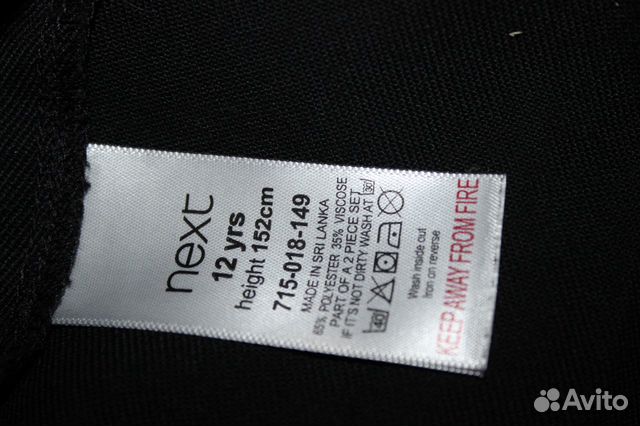 next
12 yrs
height 152cm
715-018-149
MADE IN SRI LANKA
65% POLYESTER 35% VISCOSE
PART OF A 2 PIECE SET
IF IT'S NOT DIRTY WASH AT 30
40
Wash inside out
Iron on reverse
KEEP AWAY FROM FIRE
Avito